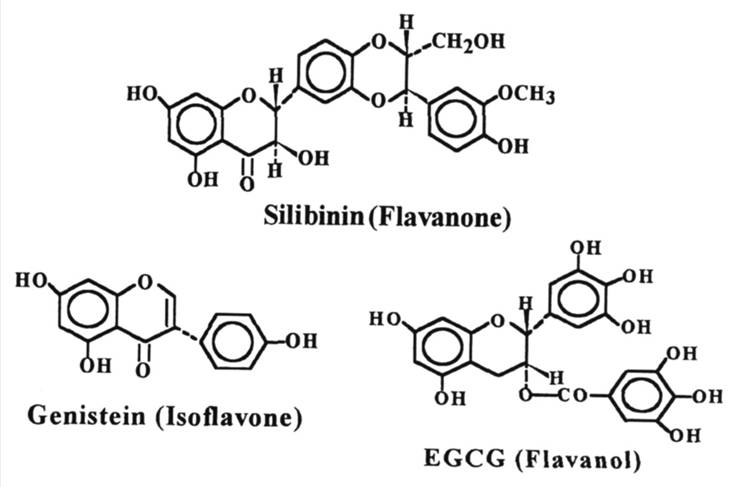 H
O
CH2OH
H
HO
O
O
OCH3
H
OH
H
OH
OH
O
Silibinin (Flavanone)
OH
HO
O
OH
H
HO
O
OH
OH
OH
O
H
OH
OH
O—CO
OH
OH
Genistein (Isoflavone)
EGCG (Flavanol)